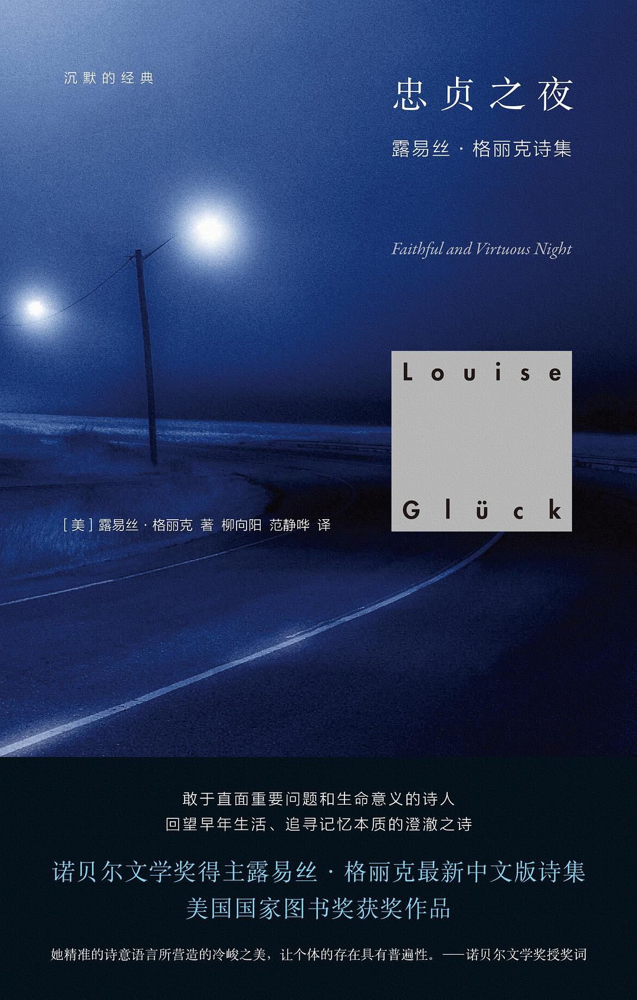 沉默的经典
忠贞之夜
露易丝·格丽克诗集
Faithful and Virtuous Night
Louise
Glück
[美]露易丝·格丽克 著 柳向阳 范静哗 译
敢于直面重要问题和生命意义的诗人
回望早年生活、追寻记忆本质的澄澈之诗
诺贝尔文学奖得主露易丝·格丽克最新中文版诗集
美国国家图书奖获奖作品
她精准的诗意语言所营造的冷峻之美，让个体的存在具有普遍性。——诺贝尔文学奖授奖词